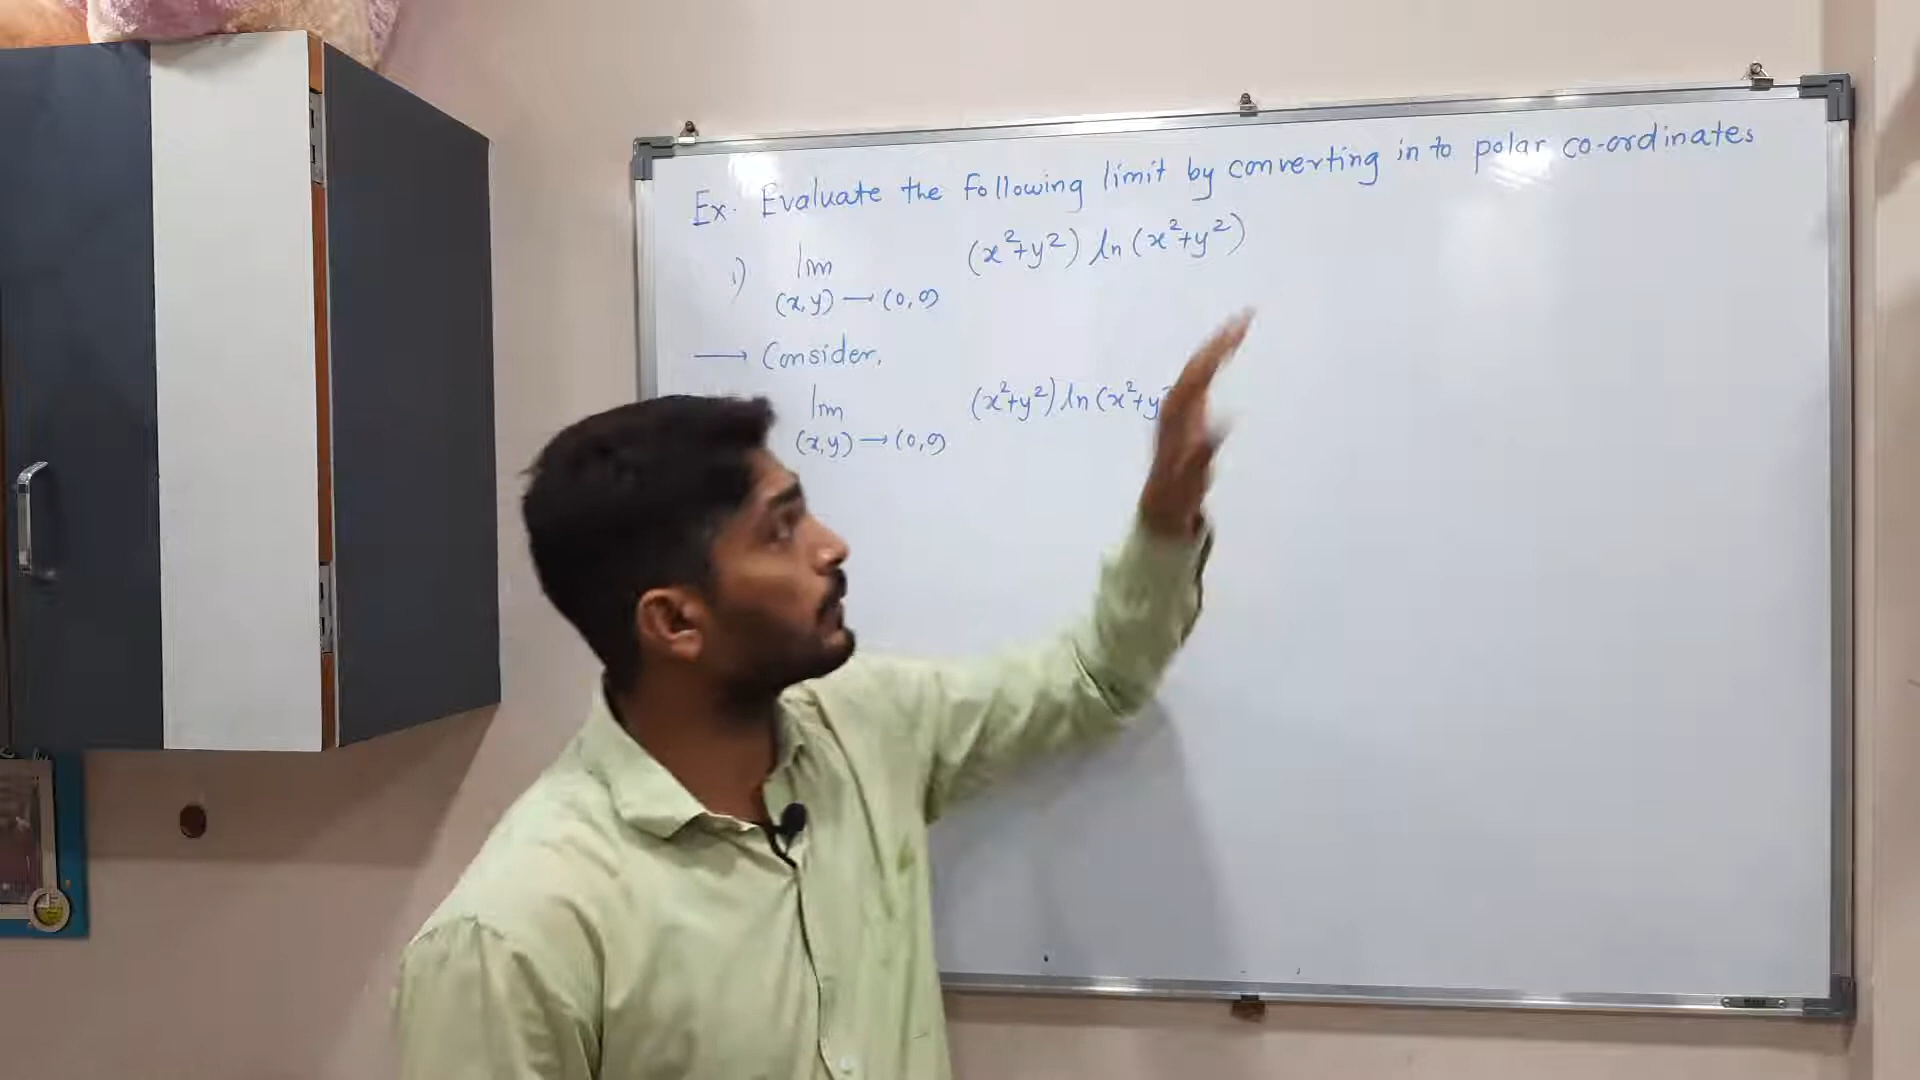 Ex. Evaluate the following limit by converting in to polar co-ordinates
1) lim (x²+y²) ln (x²+y²)
(x,y) → (0,0)
→ Consider,
lim (x²+y²) ln (x²+y
(x,y) → (0,0)